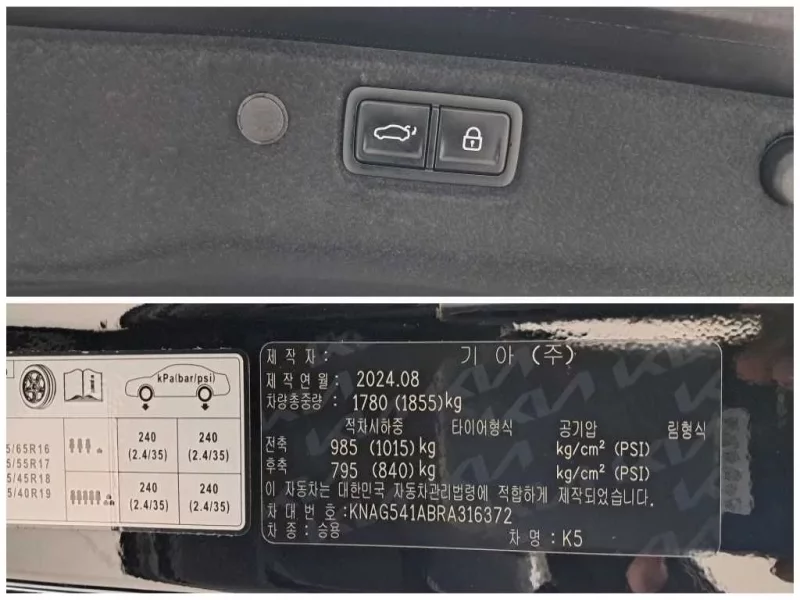 kPa(bar/psi)
5/65R16 240 240
(2.4/35) (2.4/35)
5/55R17
5/45R18 240 240
5/40R19 (2.4/35) (2.4/35)
제작자: 기아(주)
제작연월: 2024.08
차량총중량: 1780 (1855)kg
적차시하중 타이어형식 공기압 림형식
전축 985 (1015)kg kg/cm² (PSI)
후축 795 (840)kg kg/cm² (PSI)
이 자동차는 대한민국 자동차관리법령에 적합하게 제작되었습니다.
차대번호:KNAG541ABRA316372
차종: 승용 차명: K5